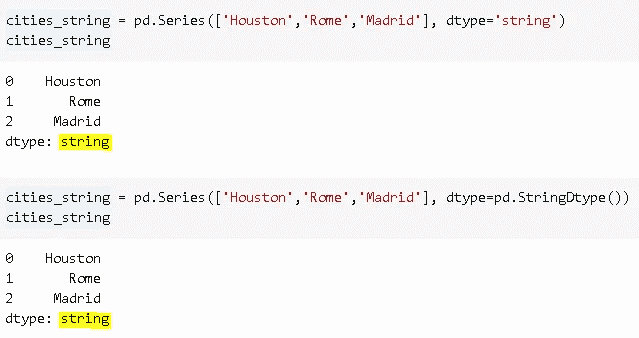 cities_string = pd.Series(['Houston','Rome','Madrid'], dtype='string')
cities_string
0    Houston
1       Rome
2     Madrid
dtype: string
cities_string = pd.Series(['Houston','Rome','Madrid'], dtype=pd.StringDtype())
cities_string
0    Houston
1       Rome
2     Madrid
dtype: string